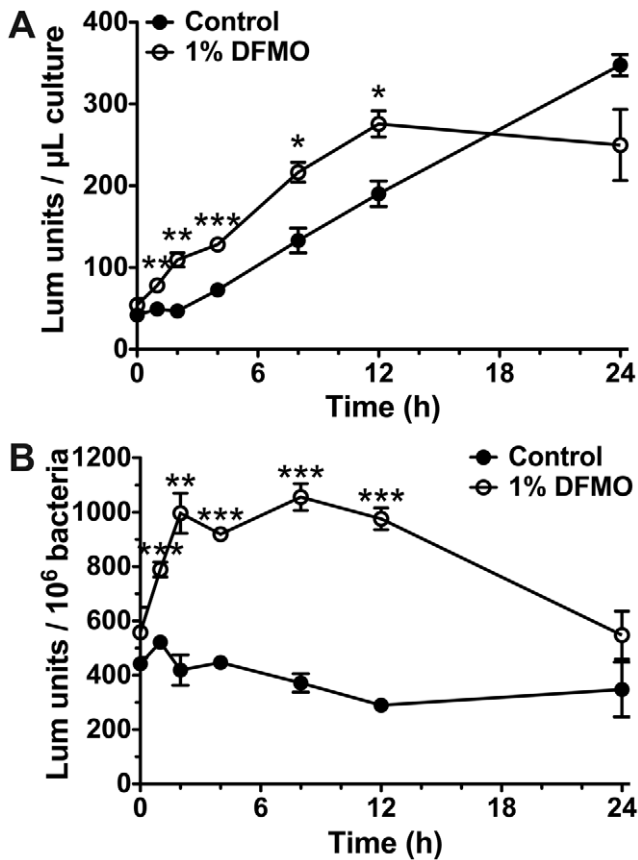 A
Control
1% DFMO
Lum units / μL culture
400
300
200
100
0
** ** *** * *
0 6 12 18 24
Time (h)
B
Control
1% DFMO
Lum units / 10⁶ bacteria
1200
1000
800
600
400
200
0
*** ** *** *** ***
0 6 12 18 24
Time (h)